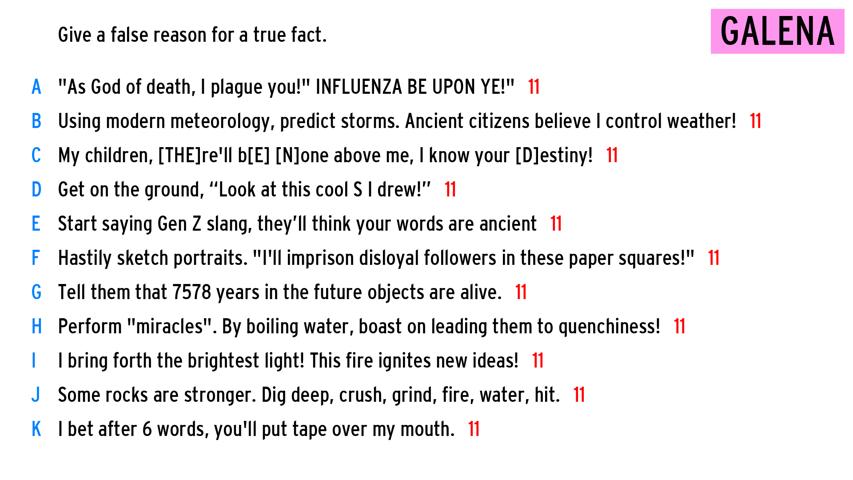 Give a false reason for a true fact.
GALENA
A "As God of death, I plague you!" INFLUENZA BE UPON YE!" 11
B Using modern meteorology, predict storms. Ancient citizens believe I control weather! 11
C My children, [THE]re'll b[E] [N]one above me, I know your [D]estiny! 11
D Get on the ground, “Look at this cool S I drew!” 11
E Start saying Gen Z slang, they’ll think your words are ancient 11
F Hastily sketch portraits. "I'll imprison disloyal followers in these paper squares!" 11
G Tell them that 7578 years in the future objects are alive. 11
H Perform "miracles". By boiling water, boast on leading them to quenchiness! 11
I I bring forth the brightest light! This fire ignites new ideas! 11
J Some rocks are stronger. Dig deep, crush, grind, fire, water, hit. 11
K I bet after 6 words, you'll put tape over my mouth. 11